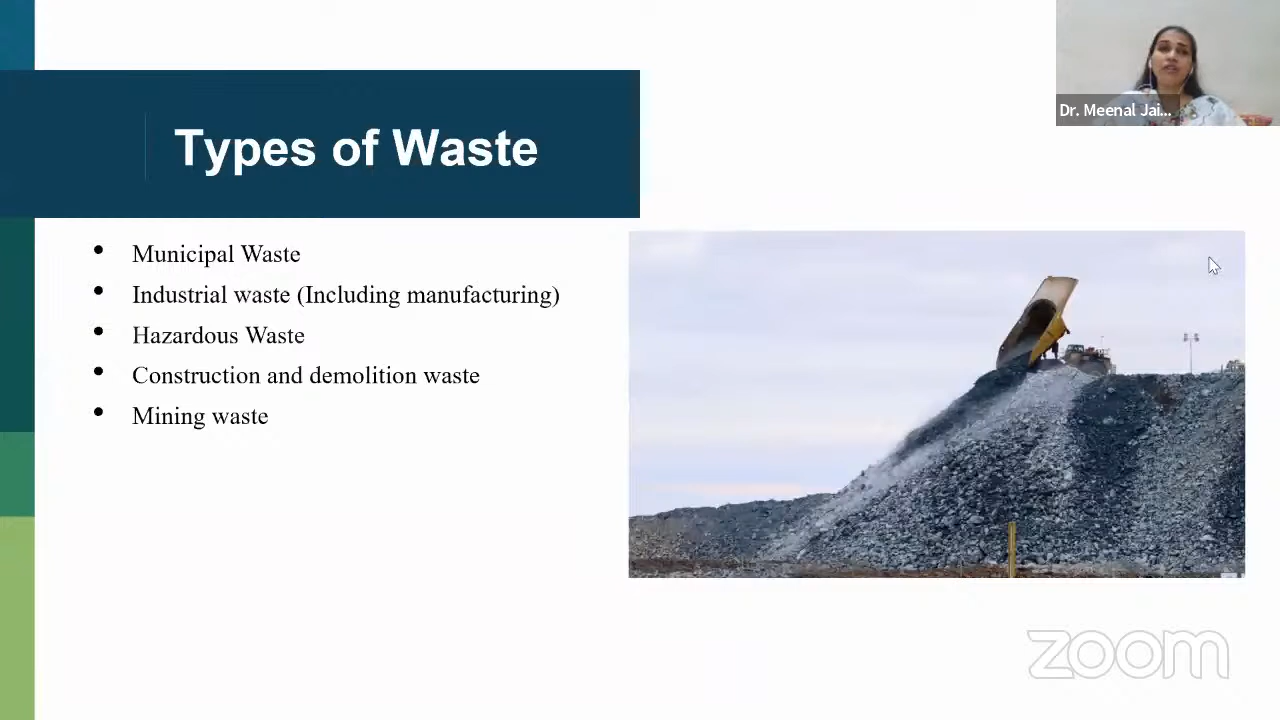 Dr. Meenal Jai...
Types of Waste
• Municipal Waste
• Industrial waste (Including manufacturing)
• Hazardous Waste
• Construction and demolition waste
• Mining waste
zoom